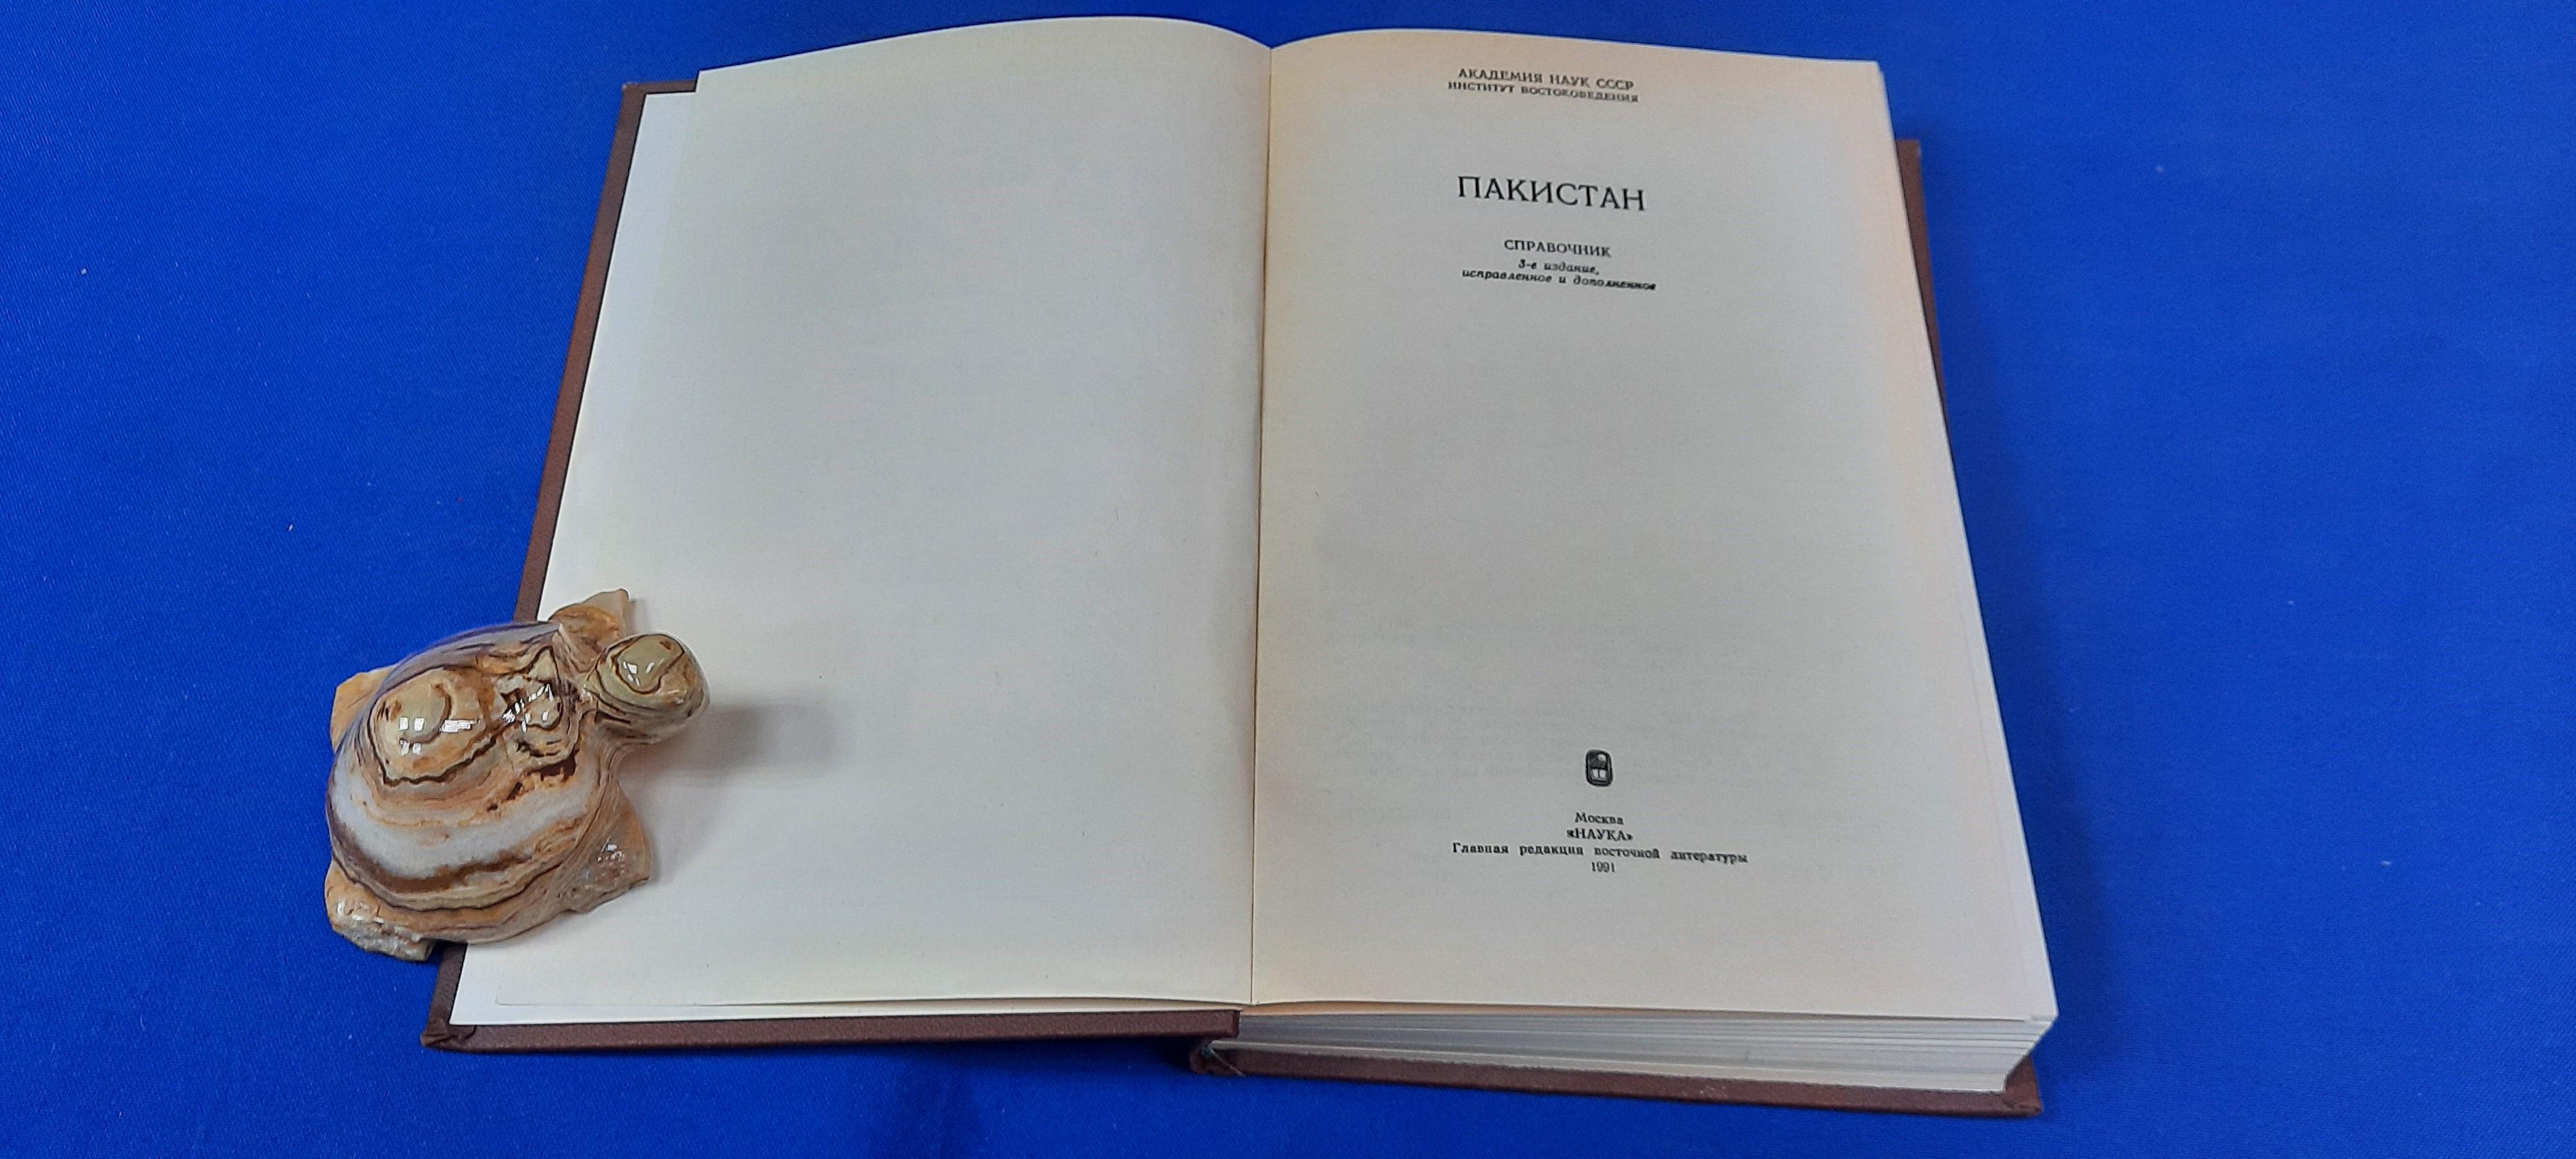 АКАДЕМИЯ НАУК СССР
ИНСТИТУТ ВОСТОКОВЕДЕНИЯ
ПАКИСТАН
СПРАВОЧНИК
3-е издание,
исправленное и дополненное
Москва
«НАУКА»
Главная редакция восточной литературы
1991